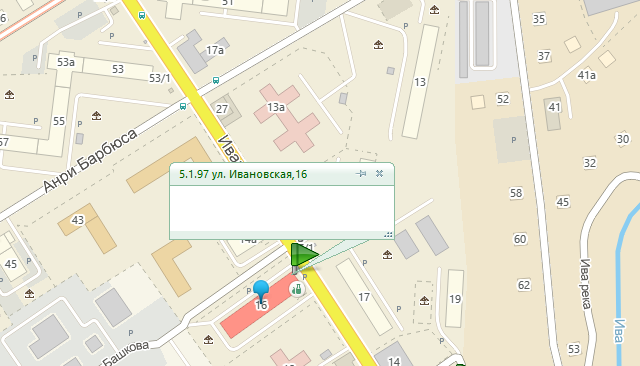 51
P
P
35
17а
P
53а
53
53/1
37
13
41а
55
27
13а
52
41
Ива
P
30
Анри Барбюса
32
5.1.97 ул. Ивановская,16
58
45
43
60
14а
45
Ива река
62
17
19
16
P
P
P
P
P
Ива
Башкова
53
14